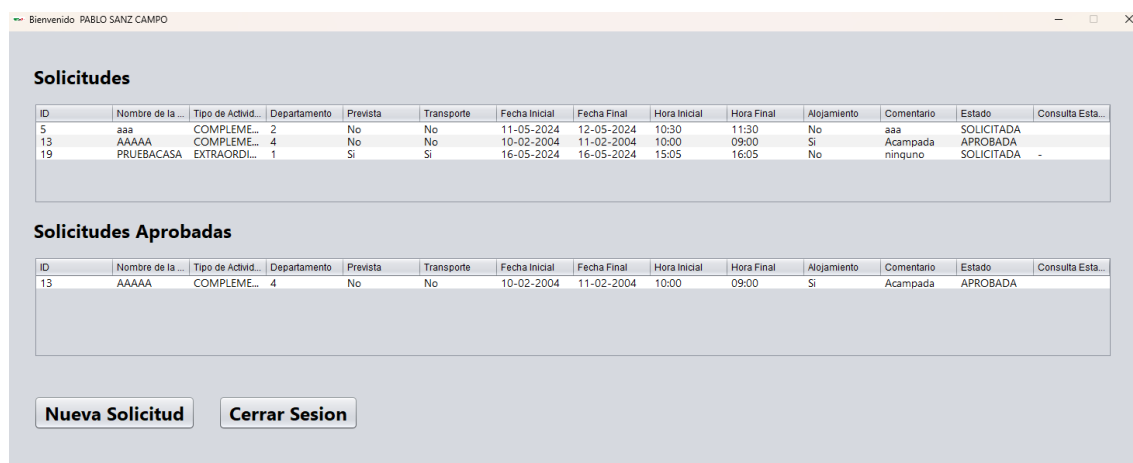 Bienvenido PABLO SANZ CAMPO
Solicitudes
ID Nombre de la ... Tipo de Activid... Departamento Prevista Transporte Fecha Inicial Fecha Final Hora Inicial Hora Final Alojamiento Comentario Estado Consulta Esta...
5 aaa COMPLEME... 2 No No 11-05-2024 12-05-2024 10:30 11:30 No aaa SOLICITADA
13 AAAAA COMPLEME... 4 No No 10-02-2004 11-02-2004 10:00 09:00 Si Acampada APROBADA
19 PRUEBACASA EXTRAORDI... 1 Si Si 16-05-2024 16-05-2024 15:05 16:05 No ninguno SOLICITADA -
Solicitudes Aprobadas
ID Nombre de la ... Tipo de Activid... Departamento Prevista Transporte Fecha Inicial Fecha Final Hora Inicial Hora Final Alojamiento Comentario Estado Consulta Esta...
13 AAAAA COMPLEME... 4 No No 10-02-2004 11-02-2004 10:00 09:00 Si Acampada APROBADA
Nueva Solicitud Cerrar Sesion